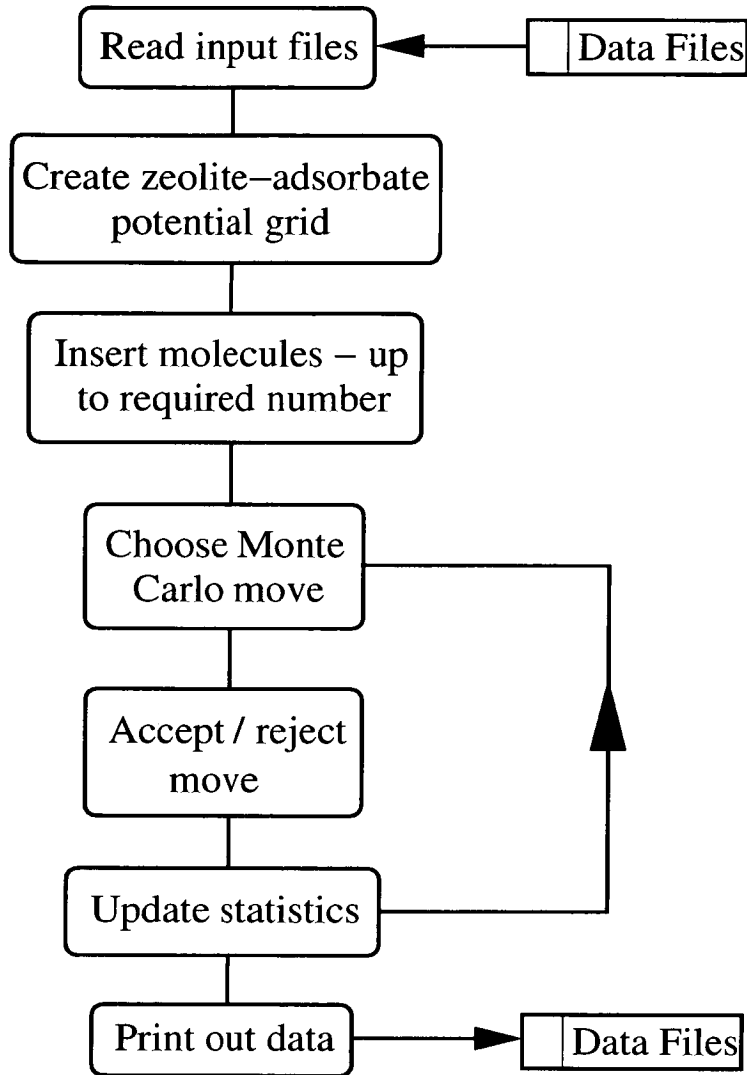 Read input files
Data Files
Create zeolite–adsorbate
potential grid
Insert molecules – up
to required number
Choose Monte
Carlo move
Accept / reject
move
Update statistics
Print out data
Data Files